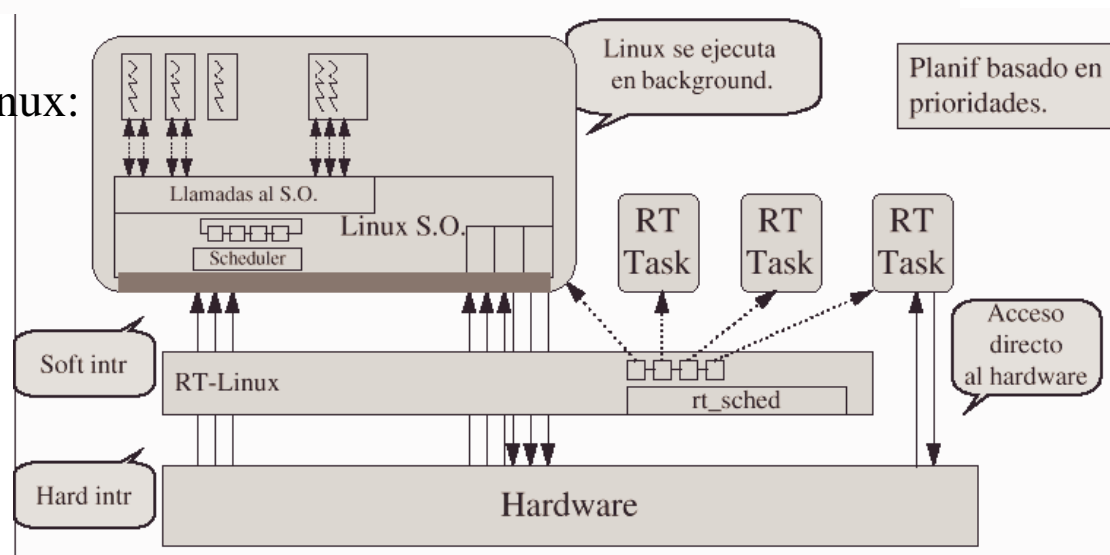 nux:
Linux se ejecuta
en background.
Planif basado en
prioridades.
Llamadas al S.O.
Linux S.O.
Scheduler
RT
Task
RT
Task
RT
Task
Acceso
directo
al hardware
Soft intr
RT-Linux
rt_sched
Hard intr
Hardware